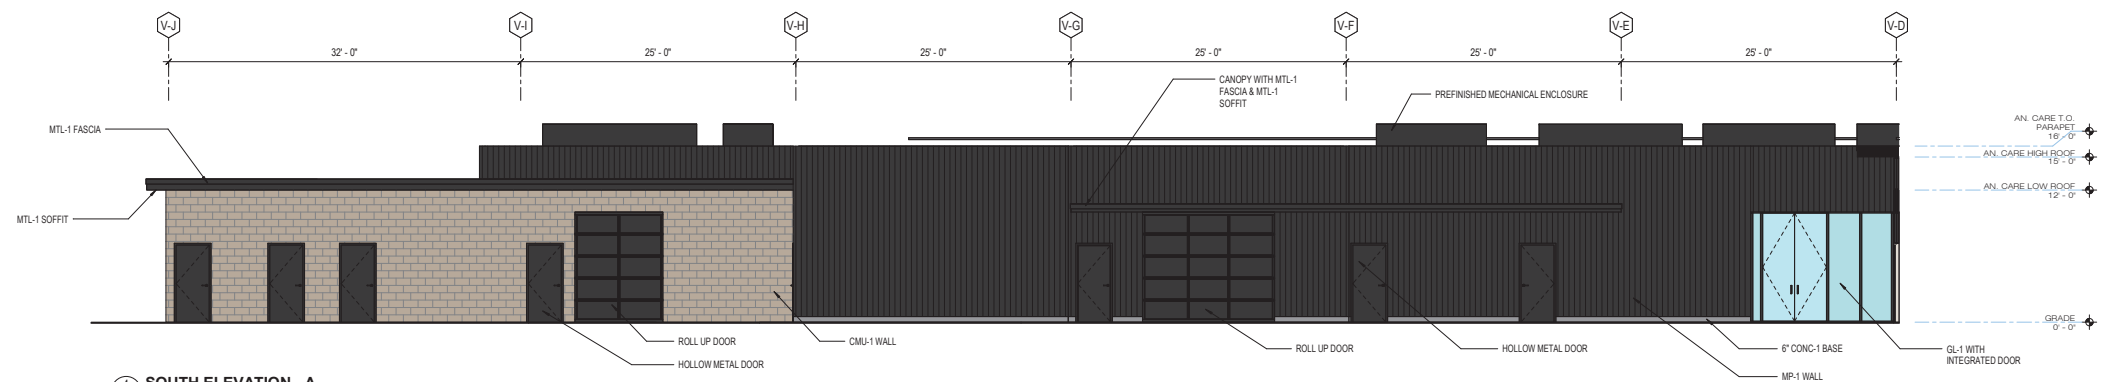 V-J
V-I
V-H
V-G
V-F
V-E
V-D
32' - 0"
25' - 0"
25' - 0"
25' - 0"
25' - 0"
25' - 0"
CANOPY WITH MTL-1
FASCIA & MTL-1
SOFFIT
PREFINISHED MECHANICAL ENCLOSURE
MTL-1 FASCIA
MTL-1 SOFFIT
AN. CARE T.O.
PARAPET
16' - 0"
AN. CARE HIGH ROOF
15' - 0"
AN. CARE LOW ROOF
12' - 0"
GRADE
0' - 0"
ROLL UP DOOR
HOLLOW METAL DOOR
CMU-1 WALL
ROLL UP DOOR
HOLLOW METAL DOOR
6" CONC-1 BASE
MP-1 WALL
GL-1 WITH
INTEGRATED DOOR
SOUTH ELEVATION - A